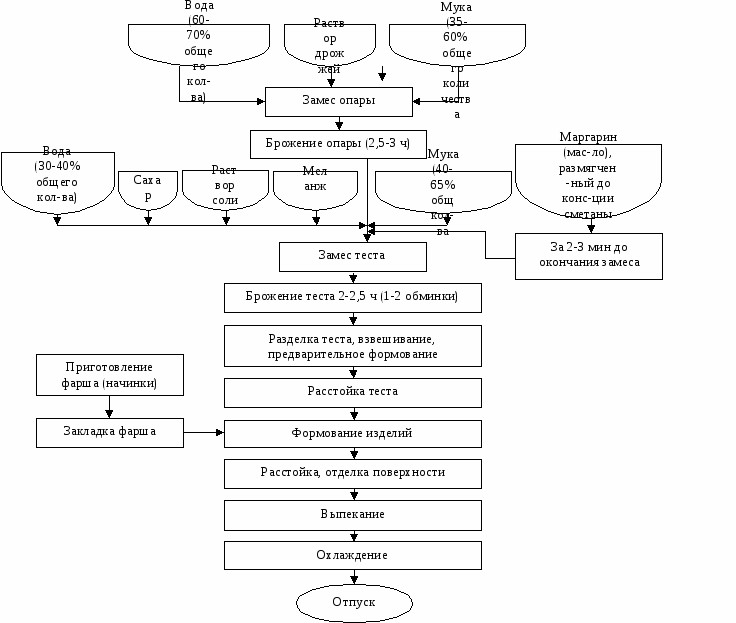 Вода
(60-
70%
обще
го
кол-
ва)
Раств
ор
дрож
жей
Мука
(35-
60%
обще
го
коли
честв
а
Замес опары
Брожение опары (2,5-3 ч)
Вода
(30-40%
общего
кол-ва)
Саха
р
Раст
вор
соли
Мел
анж
Мука
(40-
65%
общ
кол-
ва
Маргарин
(мас-ло),
размягчен
-ный до
конс-ции
сметаны
За 2-3 мин до
окончания замеса
Замес теста
Брожение теста 2-2,5 ч (1-2 обминки)
Разделка теста, взвешивание,
предварительное формование
Приготовление
фарша (начинки)
Расстойка теста
Закладка фарша
Формование изделий
Расстойка, отделка поверхности
Выпекание
Охлаждение
Отпуск